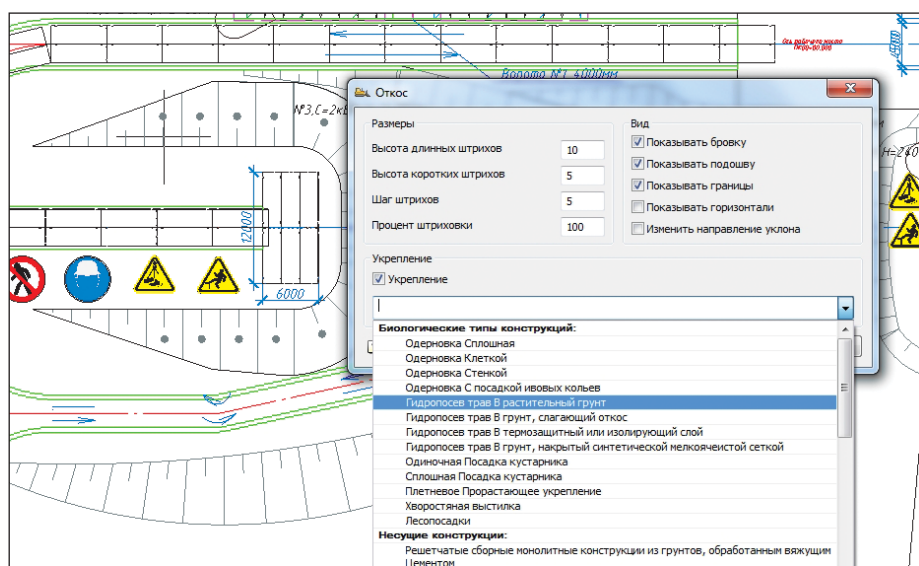 Ворота №1, 4000мм
4500
№3,С=2кВ
12000
6000
Н=240
Откос
Размеры
Высота длинных штрихов 10
Высота коротких штрихов 5
Шаг штрихов 5
Процент штриховки 100
Вид
Показывать бровку
Показывать подошву
Показывать границы
Показывать горизонтали
Изменить направление уклона
Укрепление
Укрепление
Биологические типы конструкций:
Одерновка Сплошная
Одерновка Клеткой
Одерновка Стенкой
Одерновка С посадкой ивовых кольев
Гидропосев трав В растительный грунт
Гидропосев трав В грунт, слагающий откос
Гидропосев трав В термозащитный или изолирующий слой
Гидропосев трав В грунт, накрытый синтетической мелкоячеистой сеткой
Одиночная Посадка кустарника
Сплошная Посадка кустарника
Плетневое Прорастающее укрепление
Хворостяная выстилка
Лесопосадки
Несущие конструкции:
Решетчатые сборные монолитные конструкции из грунтов, обработанным вяжущим
Цементом